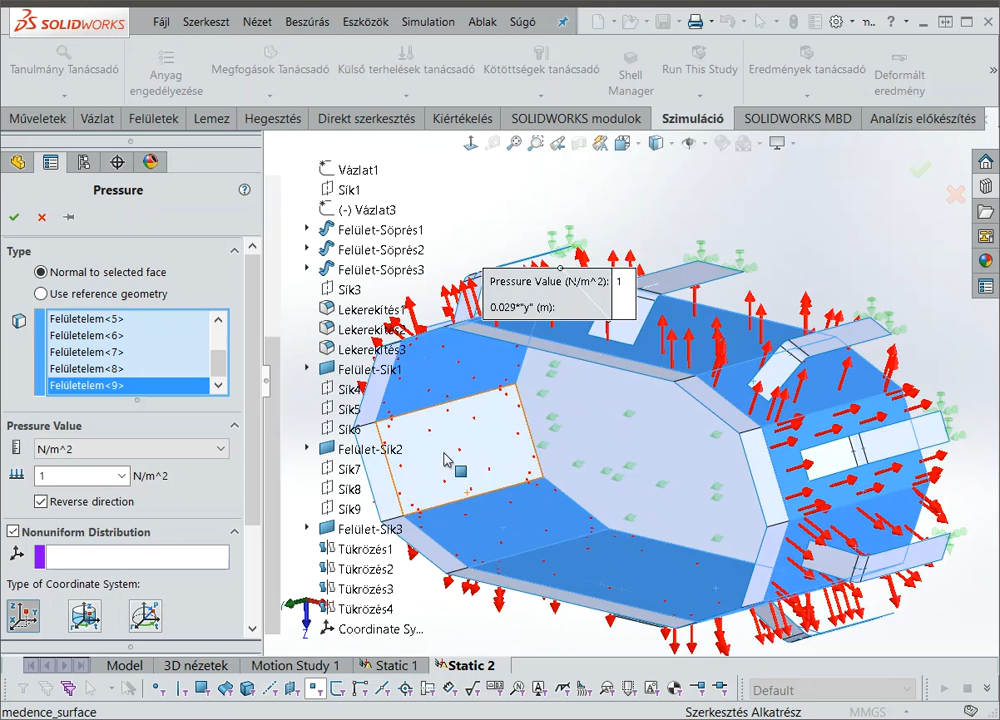 SOLIDWORKS
Fájl Szerkeszt Nézet Beszúrás Eszközök Simulation Ablak Súgó
n..
Tanulmány Tanácsadó
Anyag
engedélyezése
Megfogások Tanácsadó
Külső terhelések tanácsadó
Kötöttségek tanácsadó
Shell
Manager
Run This Study
Eredmények tanácsadó
Deformált
eredmény
Műveletek Vázlat Felületek Lemez Hegesztés Direkt szerkesztés Kiértékelés SOLIDWORKS modulok Szimuláció SOLIDWORKS MBD Analízis előkészítés
Pressure
Type
Normal to selected face
Use reference geometry
Felületelem<5>
Felületelem<6>
Felületelem<7>
Felületelem<8>
Felületelem<9>
Pressure Value
N/m^2
1 N/m^2
Reverse direction
Nonuniform Distribution
Type of Coordinate System:
Vázlat1
Sík1
(-) Vázlat3
Felület-Söprés1
Felület-Söprés2
Felület-Söprés3
Sík3
Lekerekítés1
Lekerekítés2
Lekerekítés3
Felület-Sík1
Sík4
Sík5
Sík6
Felület-Sík2
Sík7
Sík8
Sík9
Felület-Sík3
Tükrözés1
Tükrözés2
Tükrözés3
Tükrözés4
Coordinate Sy...
Pressure Value (N/m^2): 1
0.029*"y" (m):
Z
Model 3D nézetek Motion Study 1 Static 1 Static 2
Default
medence_surface
Szerkesztés Alkatrész
MMGS